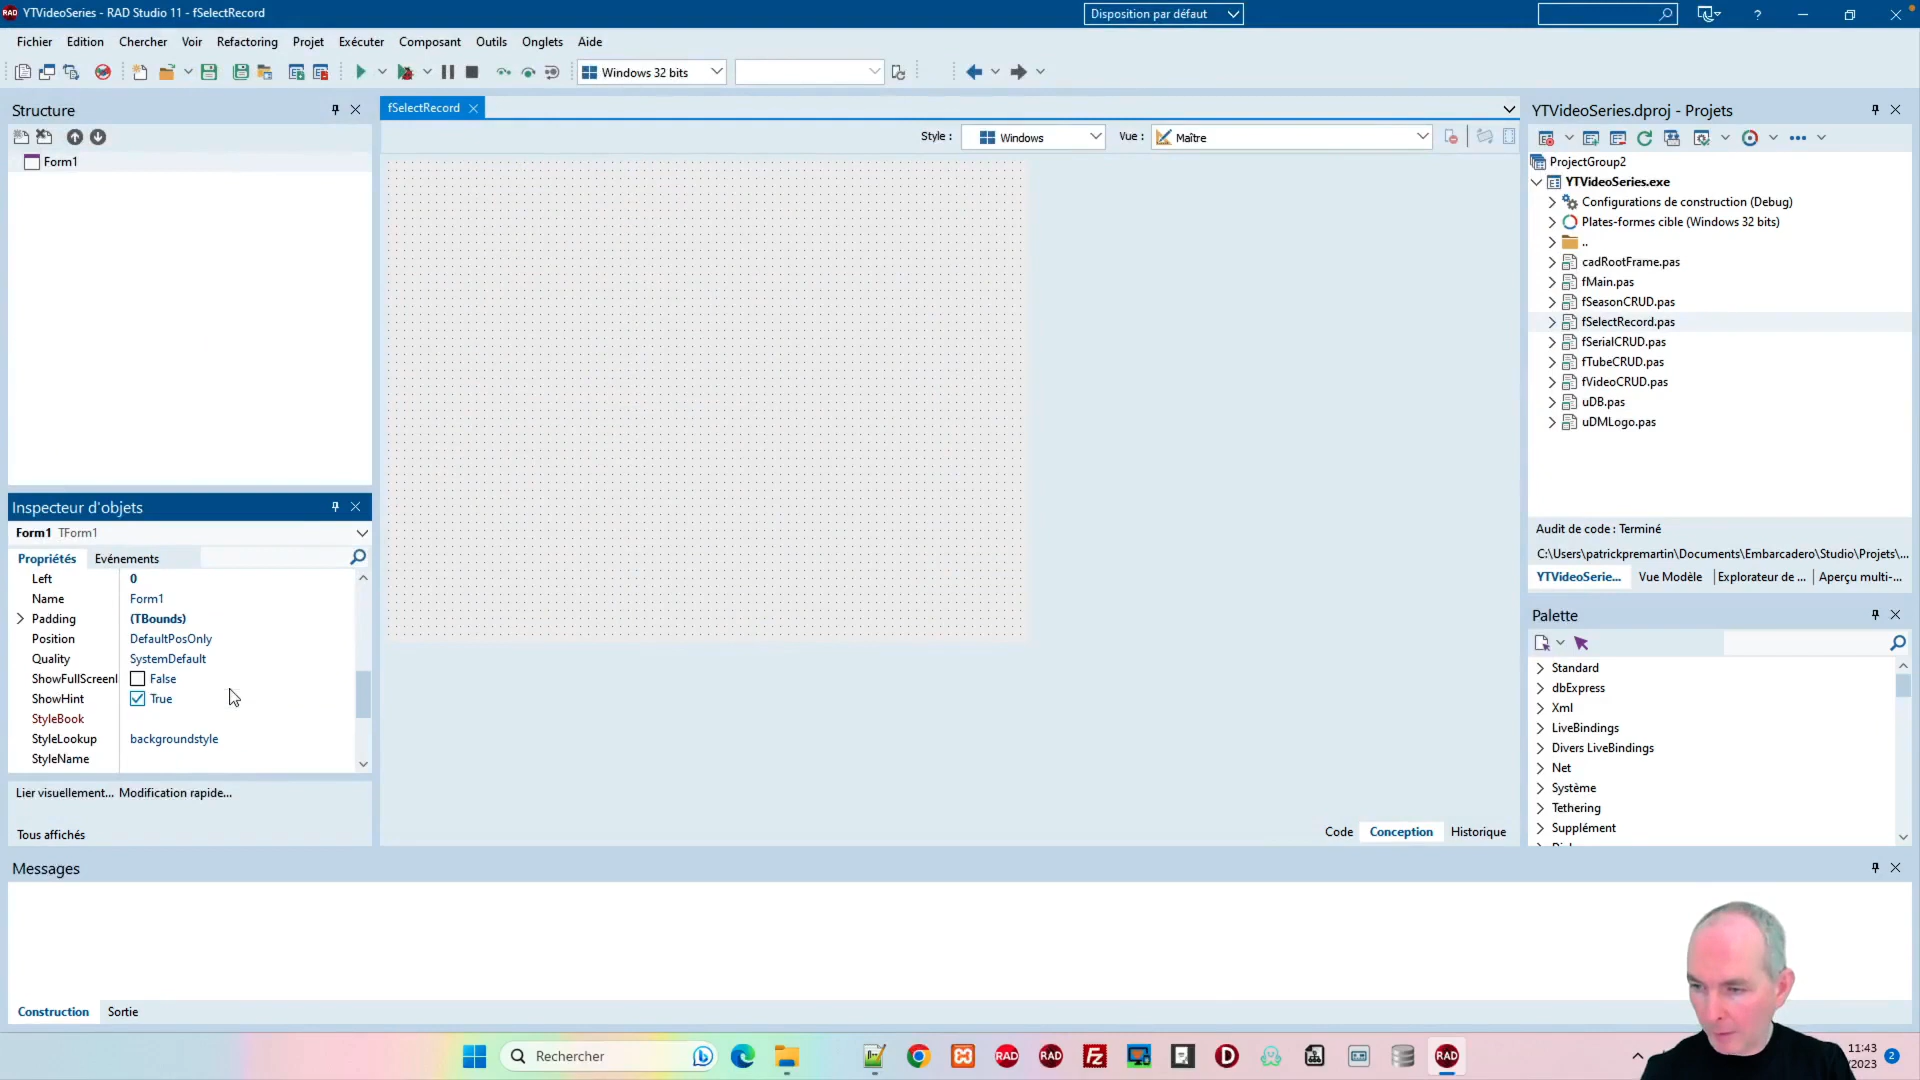 YTVideoSeries - RAD Studio 11 - fSelectRecord
Disposition par défaut
Fichier Edition Chercher Voir Refactoring Projet Exécuter Composant Outils Onglets Aide
Windows 32 bits
Structure
Form1
fSelectRecord
Style : Windows Vue : Maître
YTVideoSeries.dproj - Projets
ProjectGroup2
YTVideoSeries.exe
Configurations de construction (Debug)
Plates-formes cible (Windows 32 bits)
..
cadRootFrame.pas
fMain.pas
fSeasonCRUD.pas
fSelectRecord.pas
fSerialCRUD.pas
fTubeCRUD.pas
fVideoCRUD.pas
uDB.pas
uDMLogo.pas
Audit de code : Terminé
C:\Users\patrickpremartin\Documents\Embarcadero\Studio\Projets\...
YTVideoSerie... Vue Modèle Explorateur de ... Aperçu multi-...
Inspecteur d'objets
Form1 TForm1
Propriétés Evénements
Left 0
Name Form1
Padding (TBounds)
Position DefaultPosOnly
Quality SystemDefault
ShowFullScreenI False
ShowHint True
StyleBook
StyleLookup backgroundstyle
StyleName
Lier visuellement... Modification rapide...
Tous affichés
Palette
Standard
dbExpress
Xml
LiveBindings
Divers LiveBindings
Net
Système
Tethering
Supplément
Code Conception Historique
Messages
Construction Sortie
Rechercher
RAD RAD RAD
11:43
/2023
2